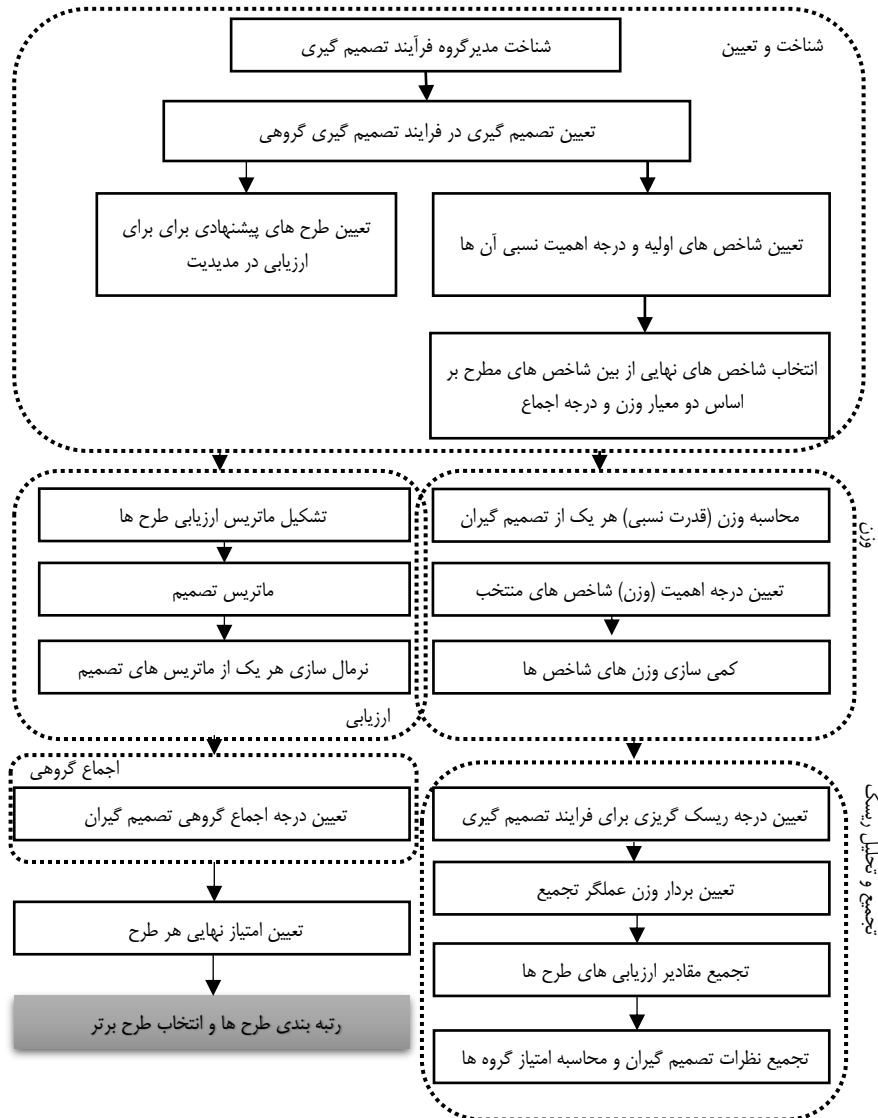 شناخت و تعیین
شناخت مدیرگروه فرآیند تصمیم گیری
تعیین تصمیم گیری در فرایند تصمیم گیری گروهی
تعیین شاخص های اولیه و درجه اهمیت نسبی آن ها
تعیین طرح های پیشنهادی برای برای
ارزیابی در مدیدیت
انتخاب شاخص های نهایی از بین شاخص های مطرح بر
اساس دو معیار وزن و درجه اجماع
وزن
محاسبه وزن (قدرت نسبی) هر یک از تصمیم گیران
تعیین درجه اهمیت (وزن) شاخص های منتخب
کمی سازی وزن های شاخص ها
تشکیل ماتریس ارزیابی طرح ها
ماتریس تصمیم
نرمال سازی هر یک از ماتریس های تصمیم
ارزیابی
تجمیع و تحلیل ریسک
تعیین درجه ریسک گریزی برای فرایند تصمیم گیری
تعیین بردار وزن عملگر تجمیع
تجمیع مقادیر ارزیابی های طرح ها
تجمیع نظرات تصمیم گیران و محاسبه امتیاز گروه ها
اجماع گروهی
تعیین درجه اجماع گروهی تصمیم گیران
تعیین امتیاز نهایی هر طرح
رتبه بندی طرح ها و انتخاب طرح برتر